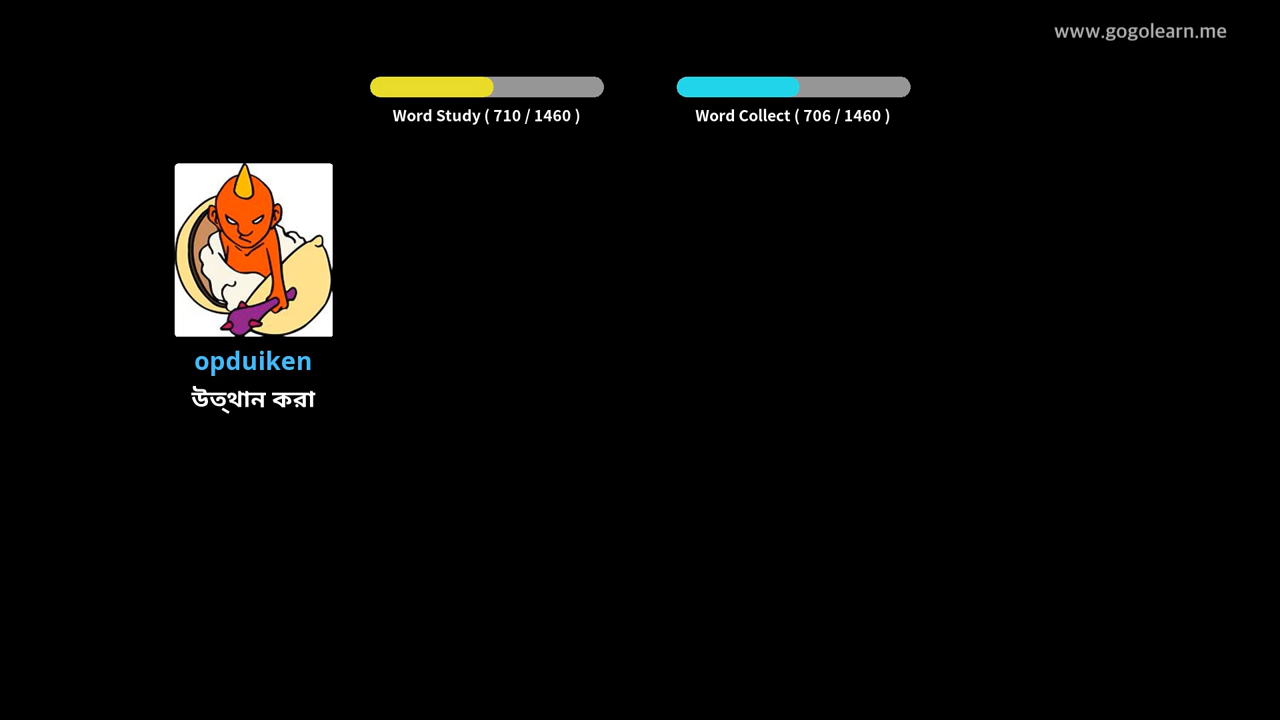 www.gogolearn.me
Word Study ( 710 / 1460 )
Word Collect ( 706 / 1460 )
opduiken
উত্থান করা